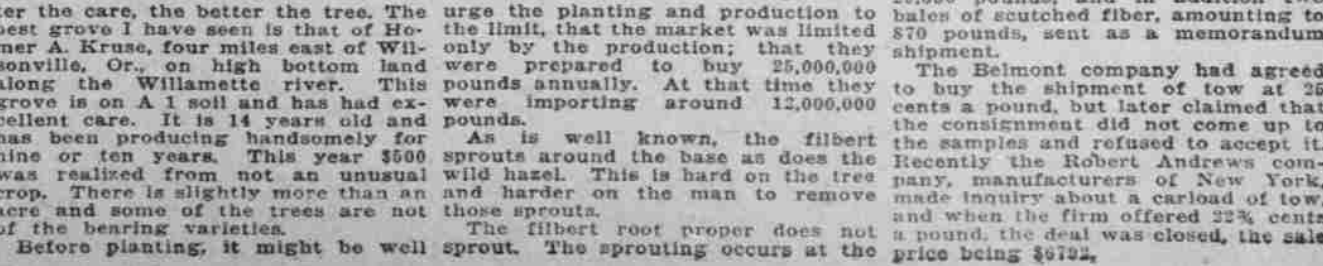 ter the care, the better the tree. The
best grove I have seen is that of Ho-
mer A. Kruse, four miles east of Wil-
sonville, Or., on high bottom land
along the Willamette river. This
grove is on A 1 soil and has had ex-
cellent care. It is 14 years old and
has been producing handsomely for
nine or ten years. This year $500
was realized from not an unusual
crop. There is slightly more than an
acre and some of the trees are not
of the bearing varieties.
Before planting, it might be well
urge the planting and production to
the limit, that the market was limited
only by the production; that they
were prepared to buy 25,000,000
pounds annually. At that time they
were importing around 12,000,000
pounds.
As is well known, the filbert
sprouts around the base as does the
wild hazel. This is hard on the tree
and harder on the man to remove
those sprouts.
The filbert root proper does not
sprout. The sprouting occurs at the
pounds, and in addition two
bales of scutched fiber, amounting to
870 pounds, sent as a memorandum
shipment.
The Belmont company had agreed
to buy the shipment of tow at 25
cents a pound, but later claimed that
the consignment did not come up to
the samples and refused to accept it.
Recently the Robert Andrews com-
pany, manufacturers of New York,
made inquiry about a carload of tow,
and when the firm offered 22¾ cents
a pound, the deal was closed, the sale
price being